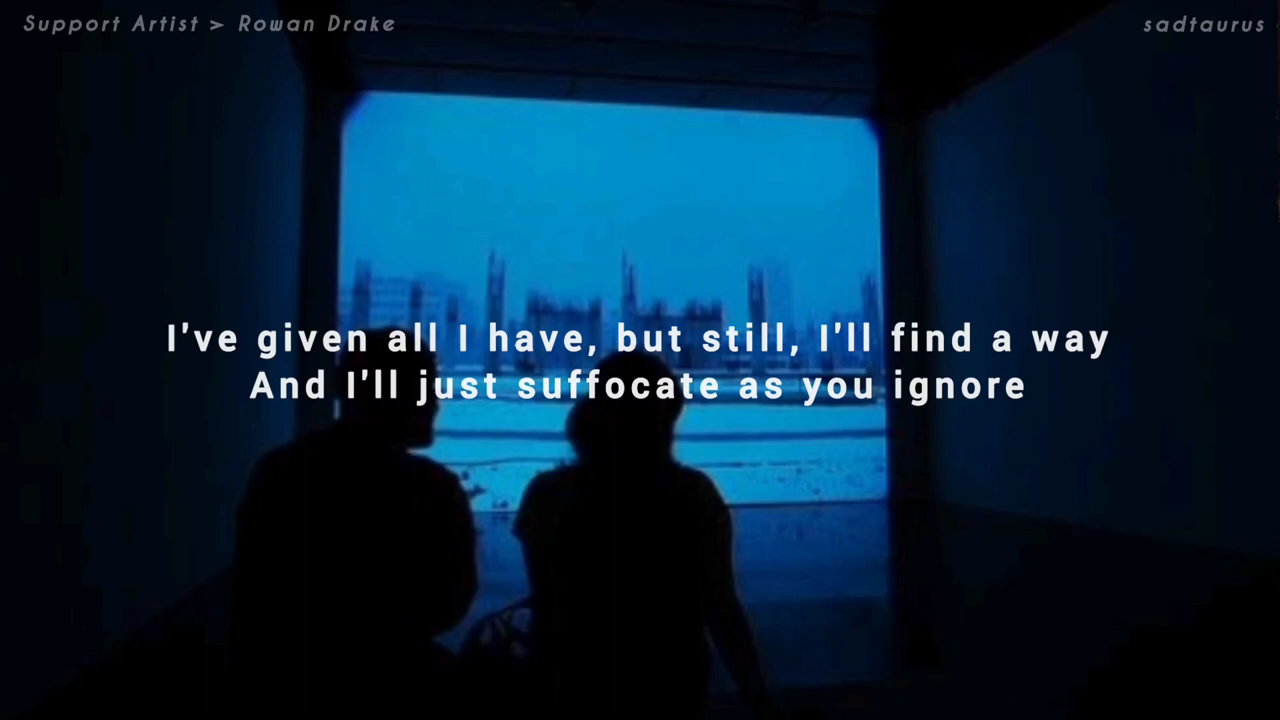 Support Artist > Rowan Drake
sadtaurus
I've given all I have, but still, I'll find a way
And I'll just suffocate as you ignore